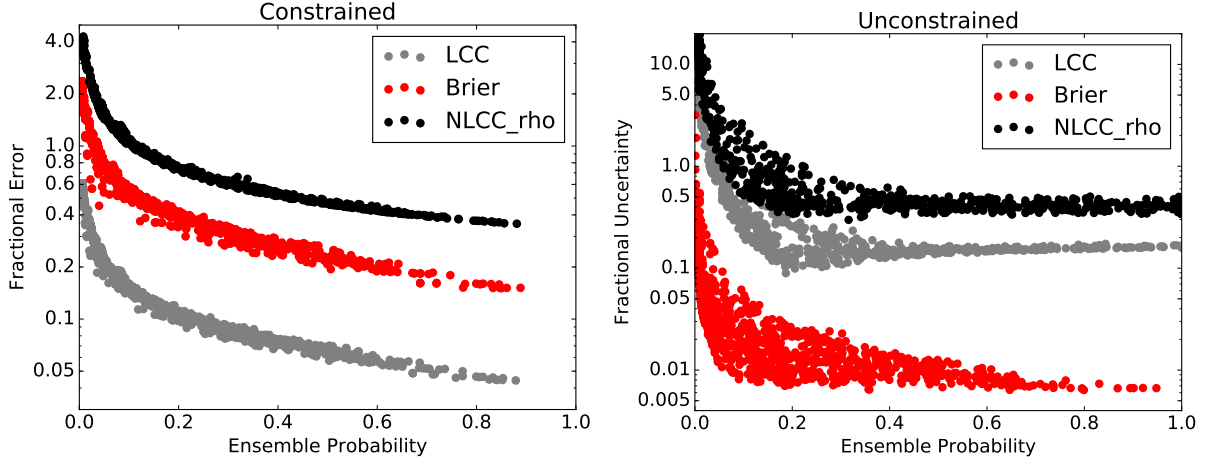 Constrained
Fractional Error
4.0
2.0
1.0
0.8
0.6
0.4
0.2
0.1
0.05
LCC
Brier
NLCC_rho
0.0 0.2 0.4 0.6 0.8 1.0
Ensemble Probability
Unconstrained
Fractional Uncertainty
10.0
5.0
1.0
0.5
0.1
0.05
0.01
0.005
LCC
Brier
NLCC_rho
0.0 0.2 0.4 0.6 0.8 1.0
Ensemble Probability